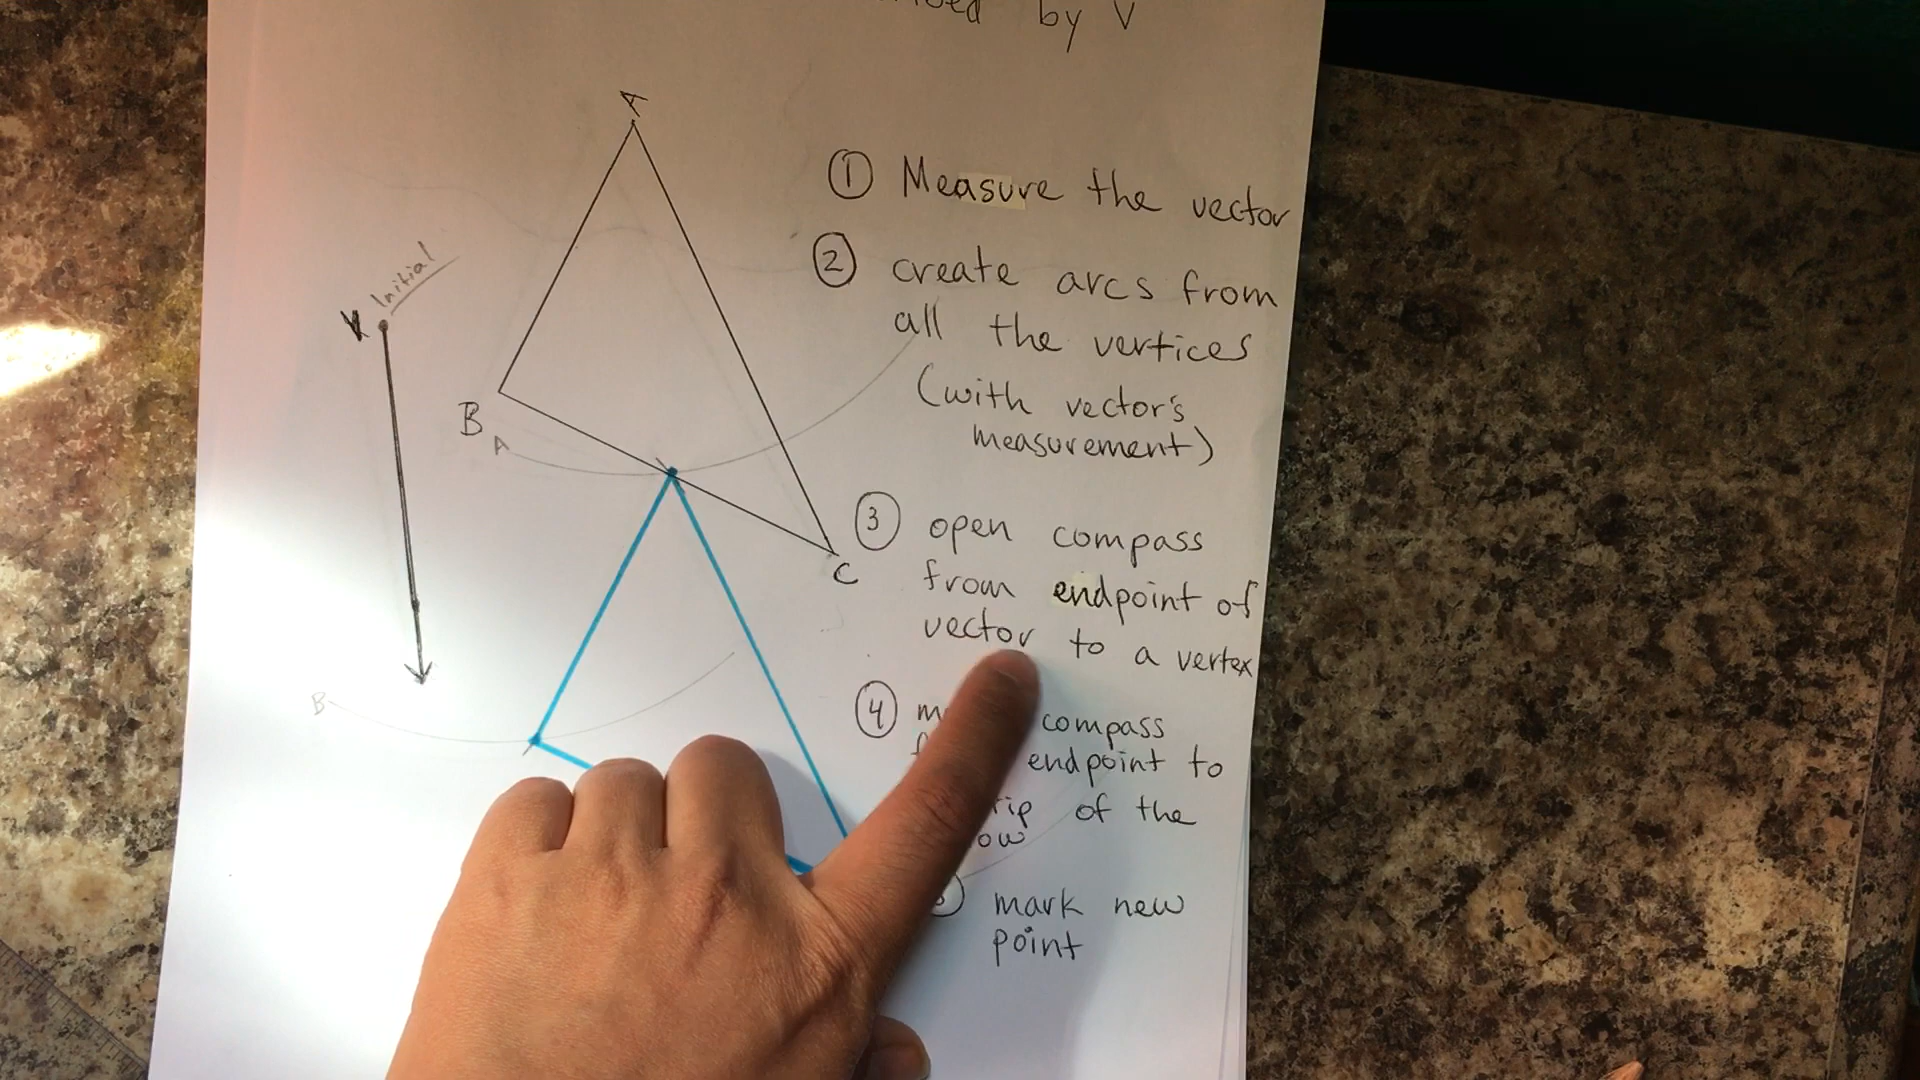 by V
A
① Measure the vector
② create arcs from
all the vertices
(with vector's
measurement)
Initial
B
A
C
③ open compass
from endpoint of
vector to a vertex
④ compass
endpoint to
tip of the
B
mark new
point